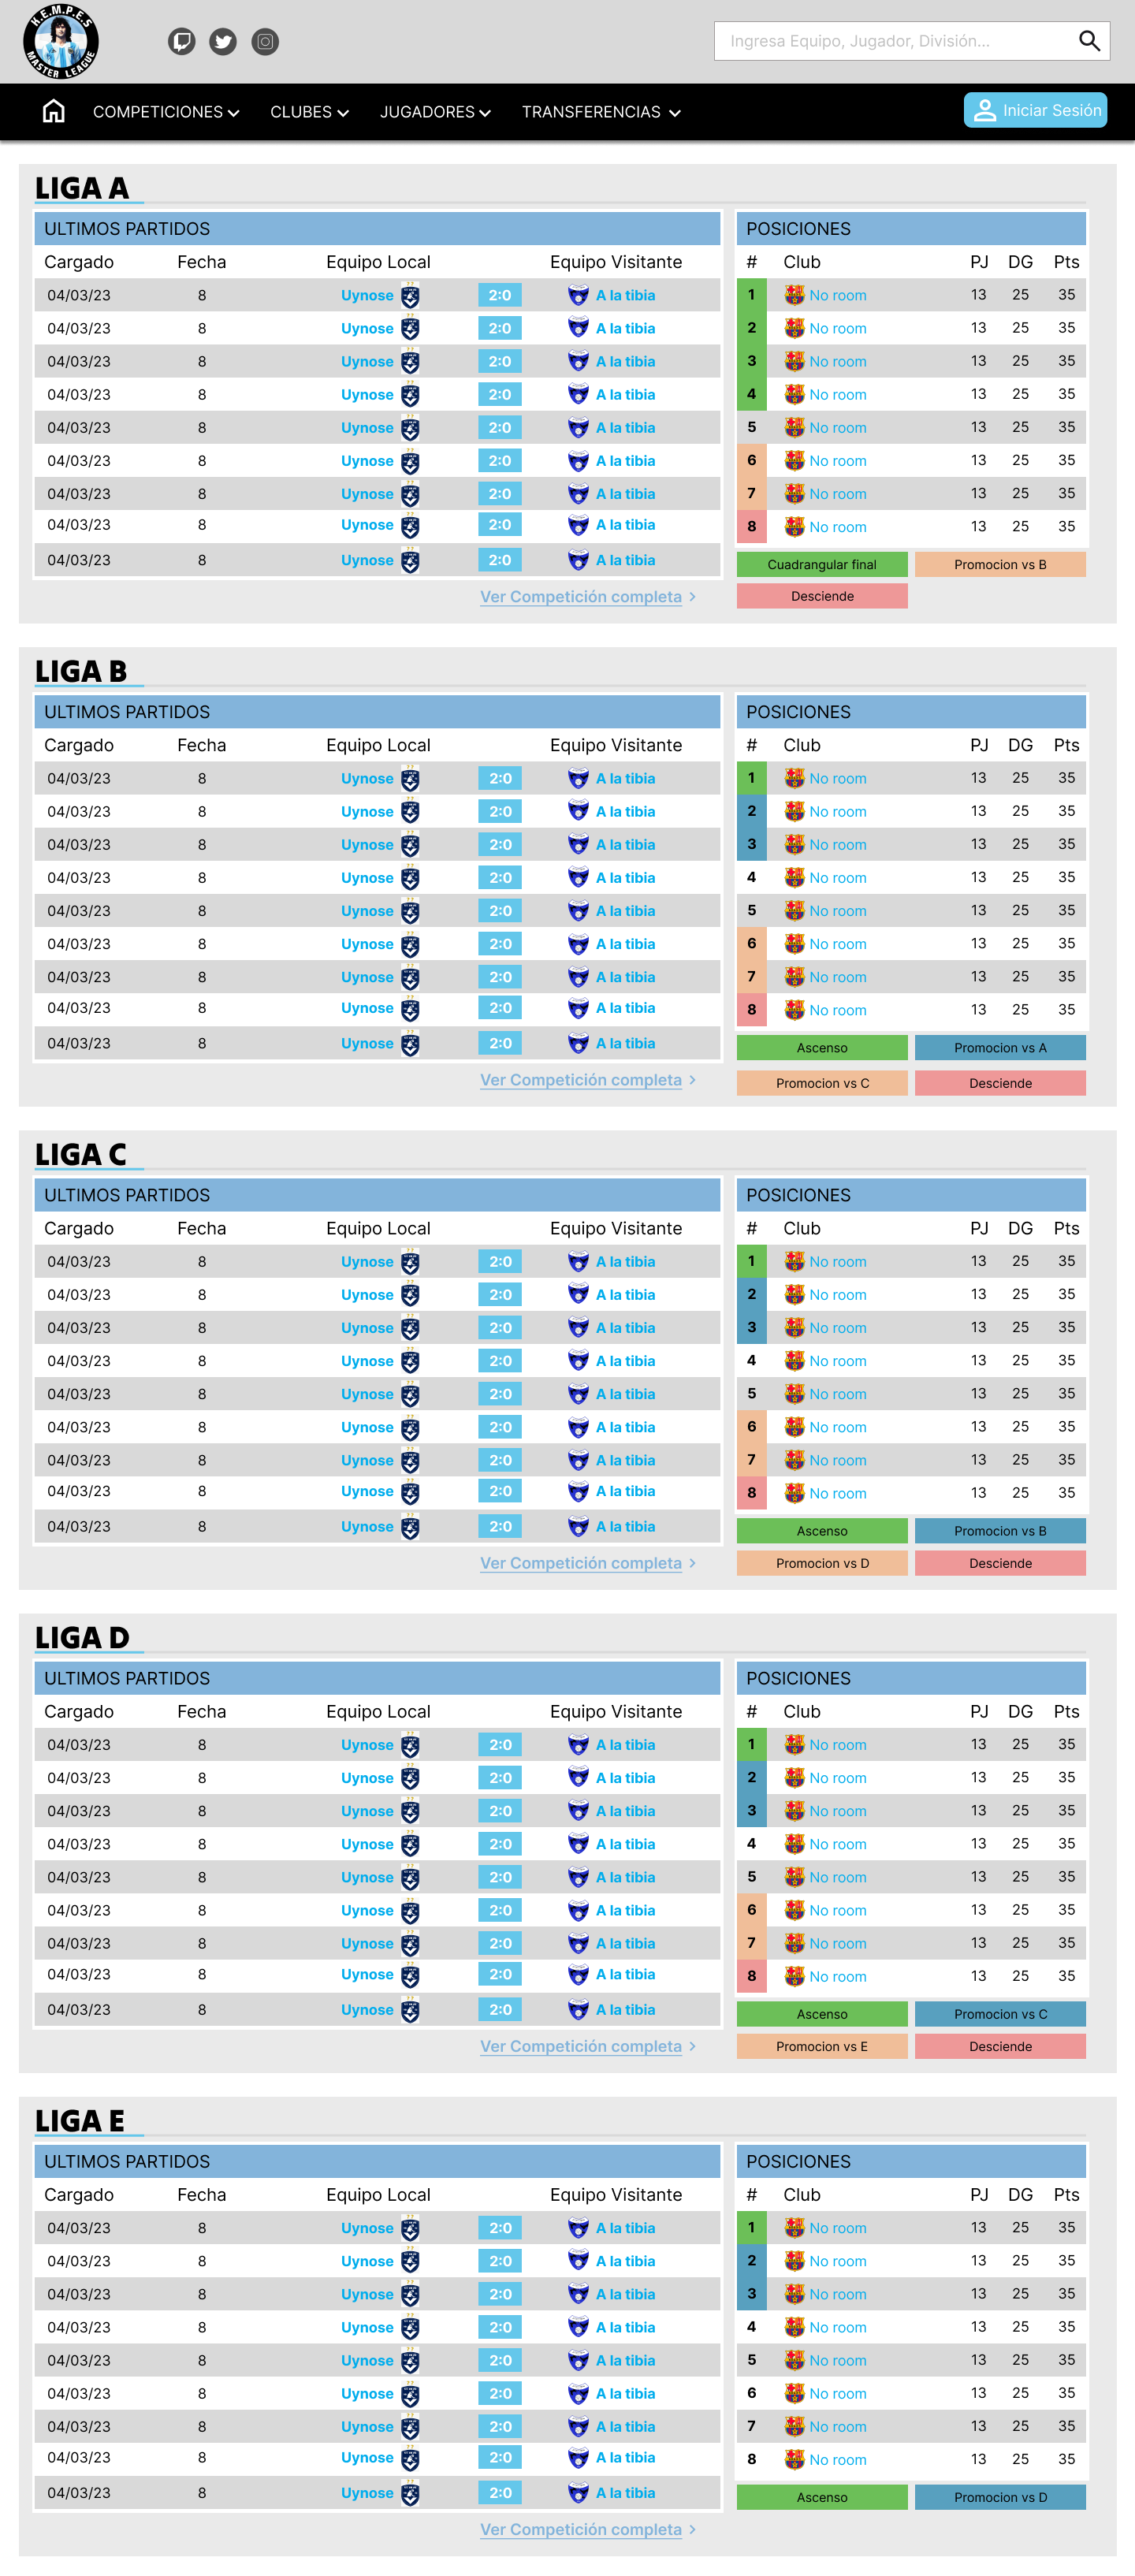 K.E.M.P.E.S
MASTER LEAGUE
Ingresa Equipo, Jugador, División...
COMPETICIONES CLUBES JUGADORES TRANSFERENCIAS Iniciar Sesión
LIGA A
ULTIMOS PARTIDOS
Cargado Fecha Equipo Local Equipo Visitante
04/03/23 8 Uynose 2:0 A la tibia
04/03/23 8 Uynose 2:0 A la tibia
04/03/23 8 Uynose 2:0 A la tibia
04/03/23 8 Uynose 2:0 A la tibia
04/03/23 8 Uynose 2:0 A la tibia
04/03/23 8 Uynose 2:0 A la tibia
04/03/23 8 Uynose 2:0 A la tibia
04/03/23 8 Uynose 2:0 A la tibia
04/03/23 8 Uynose 2:0 A la tibia
Ver Competición completa
POSICIONES
# Club PJ DG Pts
1 No room 13 25 35
2 No room 13 25 35
3 No room 13 25 35
4 No room 13 25 35
5 No room 13 25 35
6 No room 13 25 35
7 No room 13 25 35
8 No room 13 25 35
Cuadrangular final Promocion vs B
Desciende
LIGA B
ULTIMOS PARTIDOS
Cargado Fecha Equipo Local Equipo Visitante
04/03/23 8 Uynose 2:0 A la tibia
04/03/23 8 Uynose 2:0 A la tibia
04/03/23 8 Uynose 2:0 A la tibia
04/03/23 8 Uynose 2:0 A la tibia
04/03/23 8 Uynose 2:0 A la tibia
04/03/23 8 Uynose 2:0 A la tibia
04/03/23 8 Uynose 2:0 A la tibia
04/03/23 8 Uynose 2:0 A la tibia
04/03/23 8 Uynose 2:0 A la tibia
Ver Competición completa
POSICIONES
# Club PJ DG Pts
1 No room 13 25 35
2 No room 13 25 35
3 No room 13 25 35
4 No room 13 25 35
5 No room 13 25 35
6 No room 13 25 35
7 No room 13 25 35
8 No room 13 25 35
Ascenso Promocion vs A
Promocion vs C Desciende
LIGA C
ULTIMOS PARTIDOS
Cargado Fecha Equipo Local Equipo Visitante
04/03/23 8 Uynose 2:0 A la tibia
04/03/23 8 Uynose 2:0 A la tibia
04/03/23 8 Uynose 2:0 A la tibia
04/03/23 8 Uynose 2:0 A la tibia
04/03/23 8 Uynose 2:0 A la tibia
04/03/23 8 Uynose 2:0 A la tibia
04/03/23 8 Uynose 2:0 A la tibia
04/03/23 8 Uynose 2:0 A la tibia
04/03/23 8 Uynose 2:0 A la tibia
Ver Competición completa
POSICIONES
# Club PJ DG Pts
1 No room 13 25 35
2 No room 13 25 35
3 No room 13 25 35
4 No room 13 25 35
5 No room 13 25 35
6 No room 13 25 35
7 No room 13 25 35
8 No room 13 25 35
Ascenso Promocion vs B
Promocion vs D Desciende
LIGA D
ULTIMOS PARTIDOS
Cargado Fecha Equipo Local Equipo Visitante
04/03/23 8 Uynose 2:0 A la tibia
04/03/23 8 Uynose 2:0 A la tibia
04/03/23 8 Uynose 2:0 A la tibia
04/03/23 8 Uynose 2:0 A la tibia
04/03/23 8 Uynose 2:0 A la tibia
04/03/23 8 Uynose 2:0 A la tibia
04/03/23 8 Uynose 2:0 A la tibia
04/03/23 8 Uynose 2:0 A la tibia
04/03/23 8 Uynose 2:0 A la tibia
Ver Competición completa
POSICIONES
# Club PJ DG Pts
1 No room 13 25 35
2 No room 13 25 35
3 No room 13 25 35
4 No room 13 25 35
5 No room 13 25 35
6 No room 13 25 35
7 No room 13 25 35
8 No room 13 25 35
Ascenso Promocion vs C
Promocion vs E Desciende
LIGA E
ULTIMOS PARTIDOS
Cargado Fecha Equipo Local Equipo Visitante
04/03/23 8 Uynose 2:0 A la tibia
04/03/23 8 Uynose 2:0 A la tibia
04/03/23 8 Uynose 2:0 A la tibia
04/03/23 8 Uynose 2:0 A la tibia
04/03/23 8 Uynose 2:0 A la tibia
04/03/23 8 Uynose 2:0 A la tibia
04/03/23 8 Uynose 2:0 A la tibia
04/03/23 8 Uynose 2:0 A la tibia
04/03/23 8 Uynose 2:0 A la tibia
Ver Competición completa
POSICIONES
# Club PJ DG Pts
1 No room 13 25 35
2 No room 13 25 35
3 No room 13 25 35
4 No room 13 25 35
5 No room 13 25 35
6 No room 13 25 35
7 No room 13 25 35
8 No room 13 25 35
Ascenso Promocion vs D